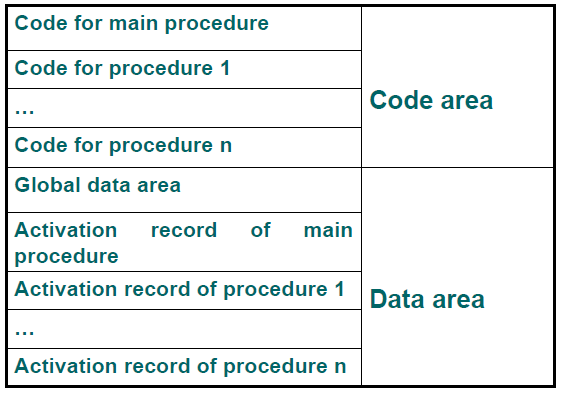 Code for main procedure
Code for procedure 1
...
Code for procedure n
Code area
Global data area
Activation record of main
procedure
Activation record of procedure 1
...
Activation record of procedure n
Data area